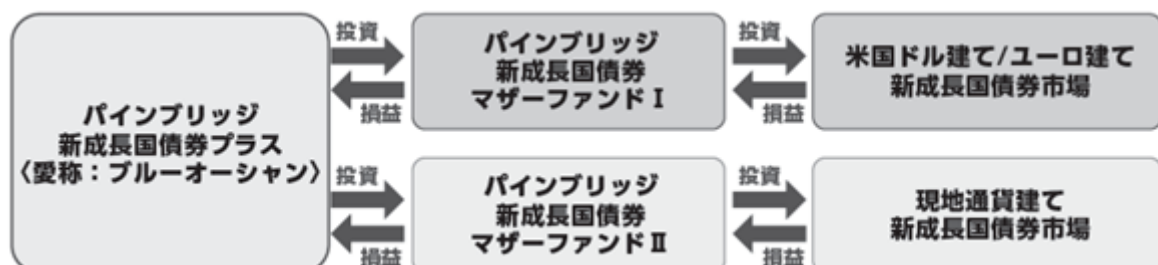 パインブリッジ
新成長国債券プラス
〈愛称：ブルーオーシャン〉
投資
損益
パインブリッジ
新成長国債券
マザーファンドⅠ
投資
損益
米国ドル建て/ユーロ建て
新成長国債券市場
投資
損益
パインブリッジ
新成長国債券
マザーファンドⅡ
投資
損益
現地通貨建て
新成長国債券市場